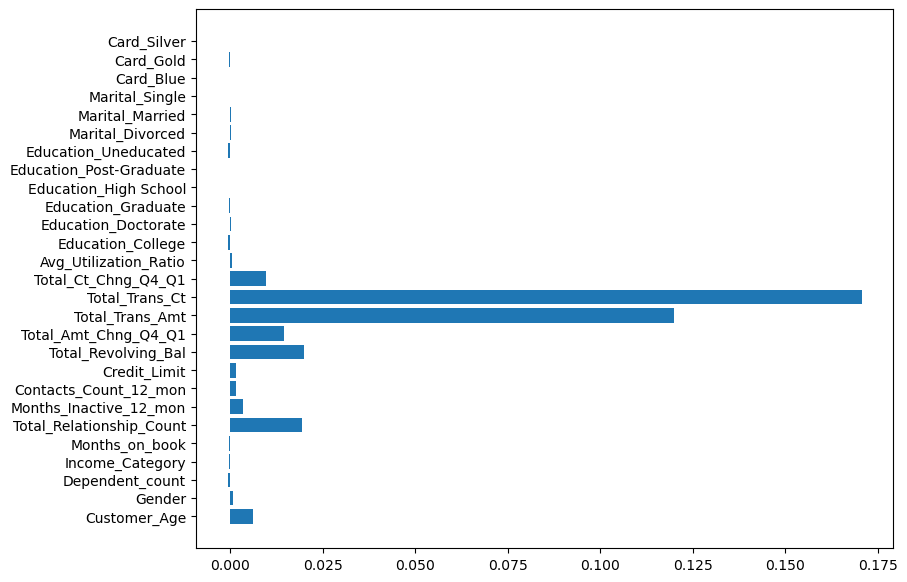 Card_Silver
Card_Gold
Card_Blue
Marital_Single
Marital_Married
Marital_Divorced
Education_Uneducated
Education_Post-Graduate
Education_High School
Education_Graduate
Education_Doctorate
Education_College
Avg_Utilization_Ratio
Total_Ct_Chng_Q4_Q1
Total_Trans_Ct
Total_Trans_Amt
Total_Amt_Chng_Q4_Q1
Total_Revolving_Bal
Credit_Limit
Contacts_Count_12_mon
Months_Inactive_12_mon
Total_Relationship_Count
Months_on_book
Income_Category
Dependent_count
Gender
Customer_Age
0.000 0.025 0.050 0.075 0.100 0.125 0.150 0.175